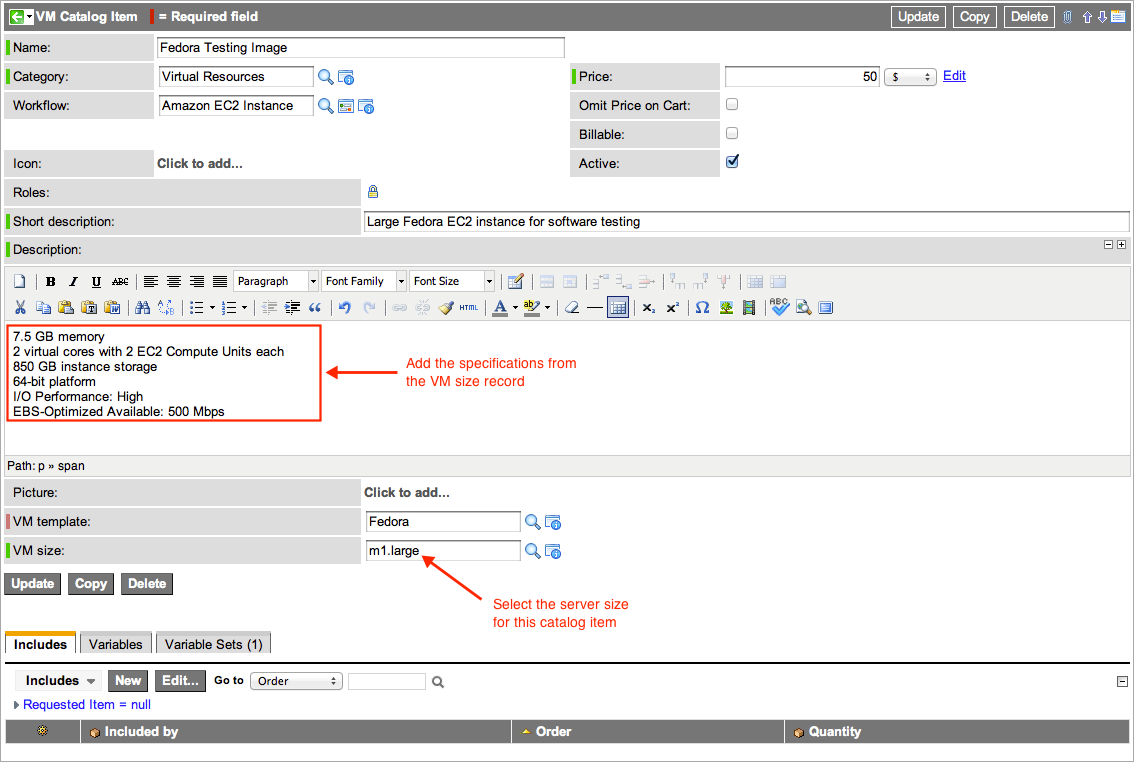 VM Catalog Item = Required field Update Copy Delete
Name: Fedora Testing Image
Category: Virtual Resources Price: 50 $ Edit
Workflow: Amazon EC2 Instance Omit Price on Cart:
Billable:
Icon: Click to add... Active:
Roles:
Short description: Large Fedora EC2 instance for software testing
Description:
B I U ABC Paragraph Font Family Font Size
HTML A ab ABC
7.5 GB memory
2 virtual cores with 2 EC2 Compute Units each
850 GB instance storage
64-bit platform
I/O Performance: High
EBS-Optimized Available: 500 Mbps
Add the specifications from
the VM size record
Path: p » span
Picture: Click to add...
VM template: Fedora
VM size: m1.large
Update Copy Delete
Select the server size
for this catalog item
Includes Variables Variable Sets (1)
Includes New Edit... Go to Order
Requested Item = null
Included by Order Quantity